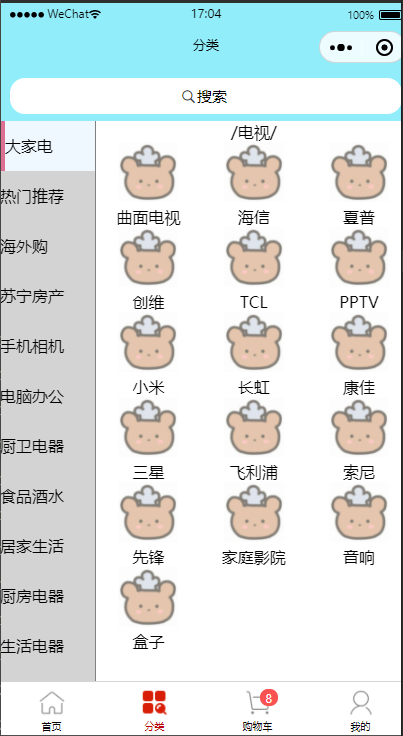 WeChat 17:04 100%
分类
搜索
大家电
热门推荐
海外购
苏宁房产
手机相机
电脑办公
厨卫电器
食品酒水
居家生活
厨房电器
生活电器
/电视/
曲面电视 海信 夏普
创维 TCL PPTV
小米 长虹 康佳
三星 飞利浦 索尼
先锋 家庭影院 音响
盒子
8
首页 分类 购物车 我的